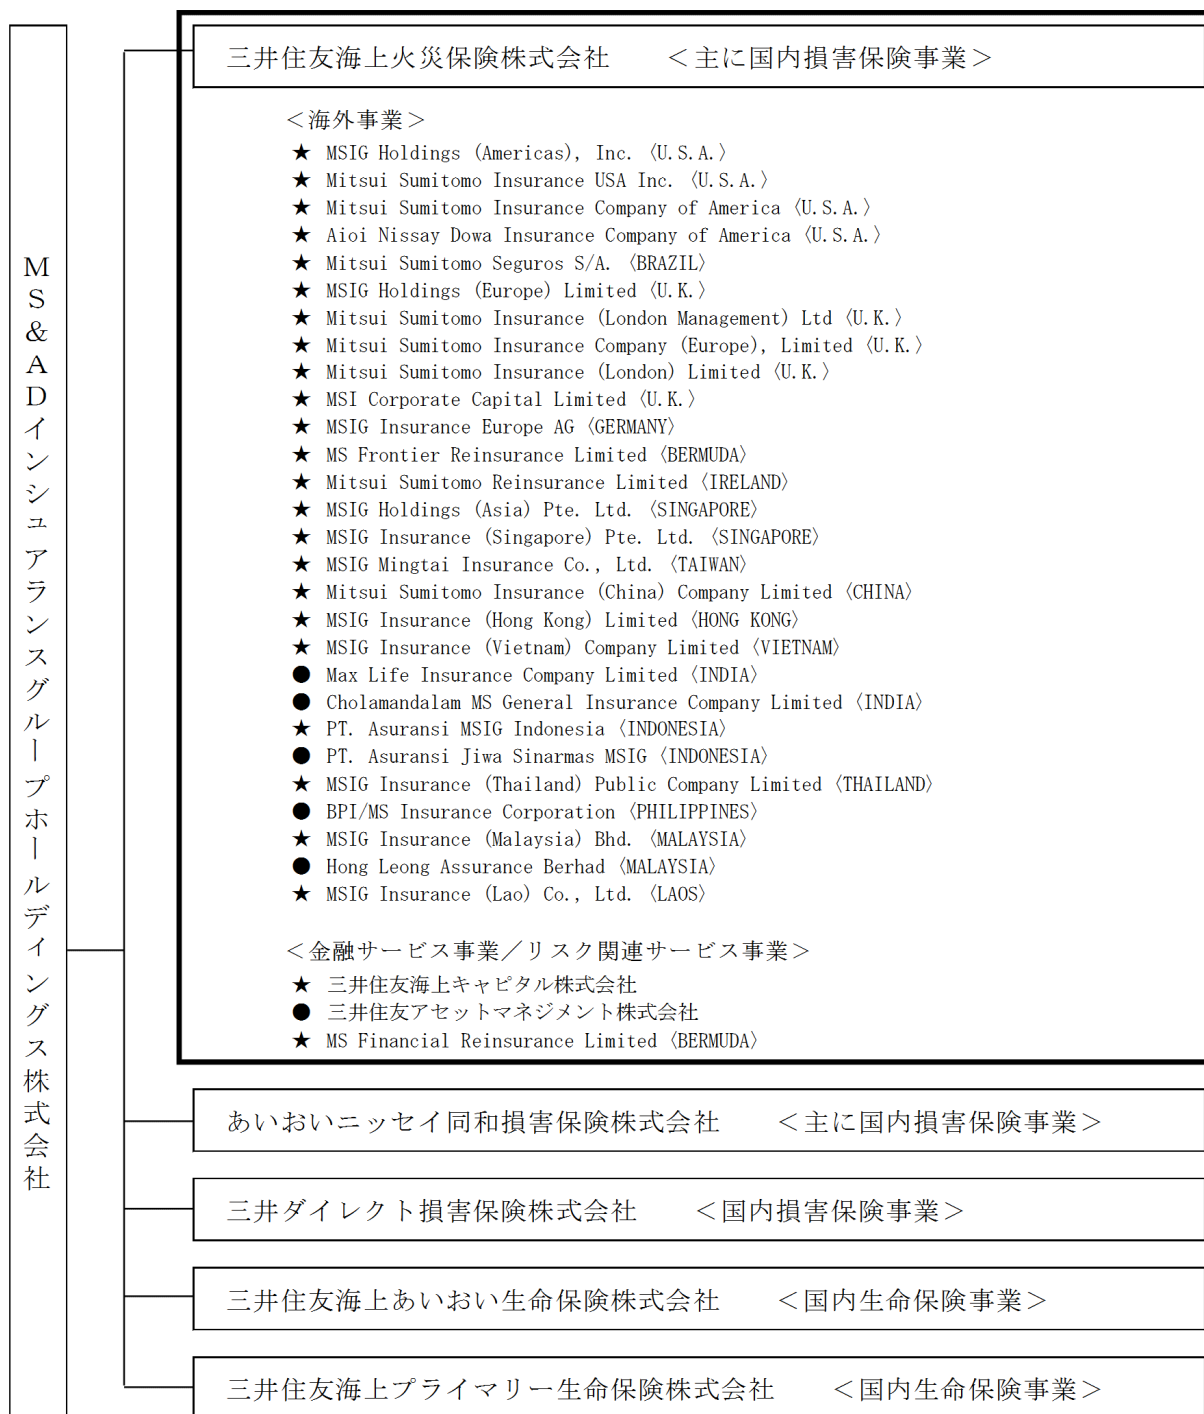 MS&ADインシュアランスグループホールディングス株式会社
三井住友海上火災保険株式会社 ＜主に国内損害保険事業＞
＜海外事業＞
★ MSIG Holdings (Americas), Inc. 〈U.S.A.〉
★ Mitsui Sumitomo Insurance USA Inc. 〈U.S.A.〉
★ Mitsui Sumitomo Insurance Company of America 〈U.S.A.〉
★ Aioi Nissay Dowa Insurance Company of America 〈U.S.A.〉
★ Mitsui Sumitomo Seguros S/A. 〈BRAZIL〉
★ MSIG Holdings (Europe) Limited 〈U.K.〉
★ Mitsui Sumitomo Insurance (London Management) Ltd 〈U.K.〉
★ Mitsui Sumitomo Insurance Company (Europe), Limited 〈U.K.〉
★ Mitsui Sumitomo Insurance (London) Limited 〈U.K.〉
★ MSI Corporate Capital Limited 〈U.K.〉
★ MSIG Insurance Europe AG 〈GERMANY〉
★ MS Frontier Reinsurance Limited 〈BERMUDA〉
★ Mitsui Sumitomo Reinsurance Limited 〈IRELAND〉
★ MSIG Holdings (Asia) Pte. Ltd. 〈SINGAPORE〉
★ MSIG Insurance (Singapore) Pte. Ltd. 〈SINGAPORE〉
★ MSIG Mingtai Insurance Co., Ltd. 〈TAIWAN〉
★ Mitsui Sumitomo Insurance (China) Company Limited 〈CHINA〉
★ MSIG Insurance (Hong Kong) Limited 〈HONG KONG〉
★ MSIG Insurance (Vietnam) Company Limited 〈VIETNAM〉
● Max Life Insurance Company Limited 〈INDIA〉
● Cholamandalam MS General Insurance Company Limited 〈INDIA〉
★ PT. Asuransi MSIG Indonesia 〈INDONESIA〉
● PT. Asuransi Jiwa Sinarmas MSIG 〈INDONESIA〉
★ MSIG Insurance (Thailand) Public Company Limited 〈THAILAND〉
● BPI/MS Insurance Corporation 〈PHILIPPINES〉
★ MSIG Insurance (Malaysia) Bhd. 〈MALAYSIA〉
● Hong Leong Assurance Berhad 〈MALAYSIA〉
★ MSIG Insurance (Lao) Co., Ltd. 〈LAOS〉
＜金融サービス事業／リスク関連サービス事業＞
★ 三井住友海上キャピタル株式会社
● 三井住友アセットマネジメント株式会社
★ MS Financial Reinsurance Limited 〈BERMUDA〉
あいおいニッセイ同和損害保険株式会社 ＜主に国内損害保険事業＞
三井ダイレクト損害保険株式会社 ＜国内損害保険事業＞
三井住友海上あいおい生命保険株式会社 ＜国内生命保険事業＞
三井住友海上プライマリー生命保険株式会社 ＜国内生命保険事業＞